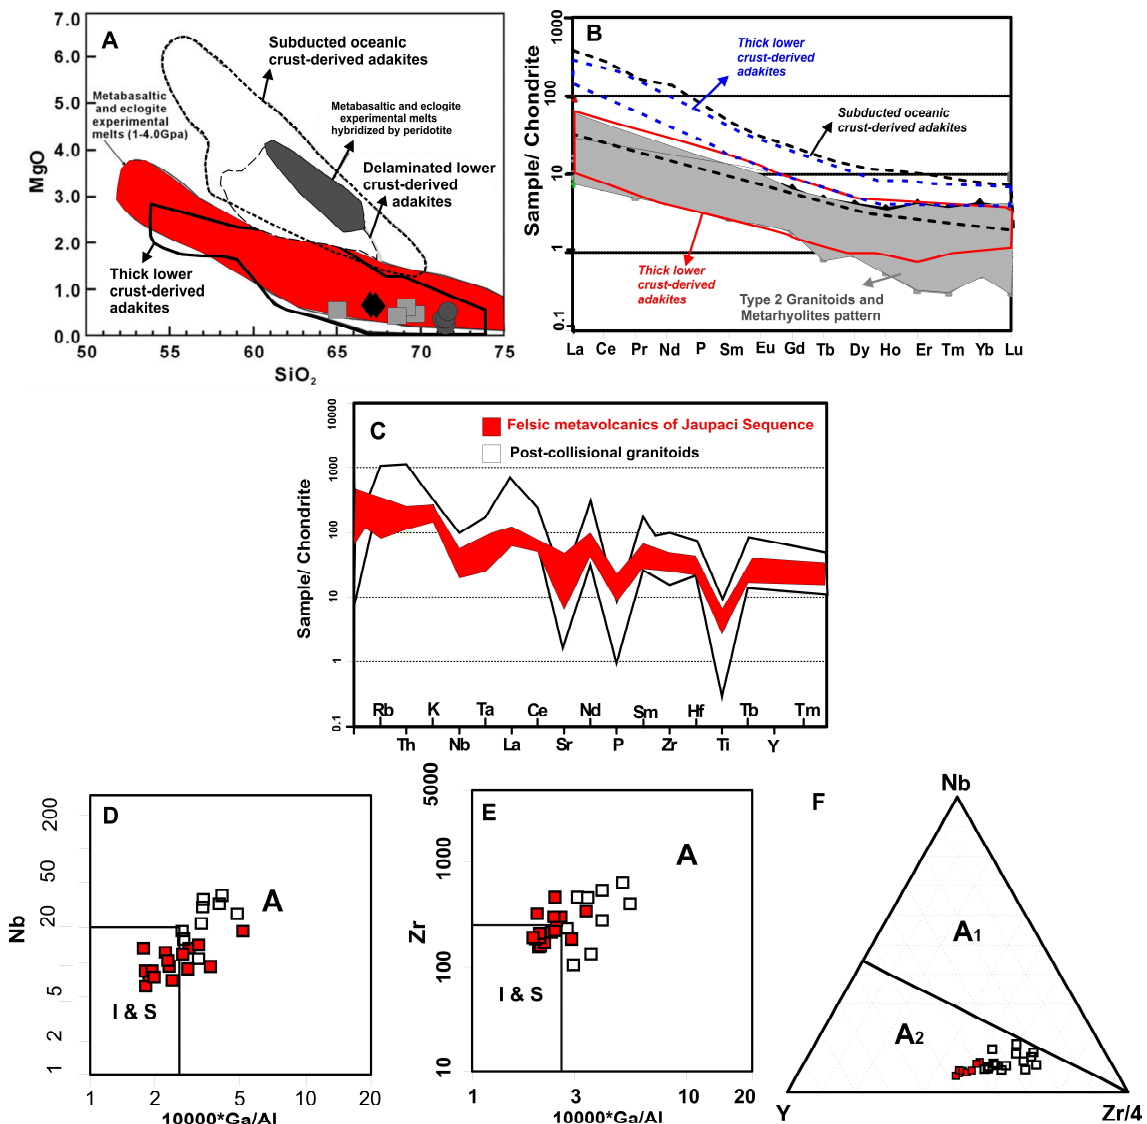 A
7.0
6.0
5.0
4.0
3.0
2.0
1.0
0.0
MgO
50
55
60
65
70
75
SiO2
Subducted oceanic
crust-derived adakites
Metabasaltic
and eclogite
experimental
melts (1-4.0Gpa)
Metabasaltic and eclogite
experimental melts
hybridized by peridotite
Delaminated lower
crust-derived
adakites
Thick lower
crust-derived
adakites
B
1000
100
10
1
0.1
Sample/ Chondrite
Thick lower
crust-derived
adakites
Subducted oceanic
crust-derived adakites
Thick lower
crust-derived
adakites
Type 2 Granitoids and
Metarhyolites pattern
La Ce Pr Nd P Sm Eu Gd Tb Dy Ho Er Tm Yb Lu
C
10000
1000
100
10
1
0.1
Sample/ Chondrite
Felsic metavolcanics of Jaupaci Sequence
Post-collisional granitoids
Rb K Ta Ce Nd Sm Hf Tb Tm
Th Nb La Sr P Zr Ti Y
D
200
50
20
5
2
1
Nb
A
I & S
1 2 5 10 20
10000*Ga/Al
E
5000
1000
100
10
Zr
A
I & S
1 3 10 20
10000*Ga/Al
F
Nb
A1
A2
Y
Zr/4